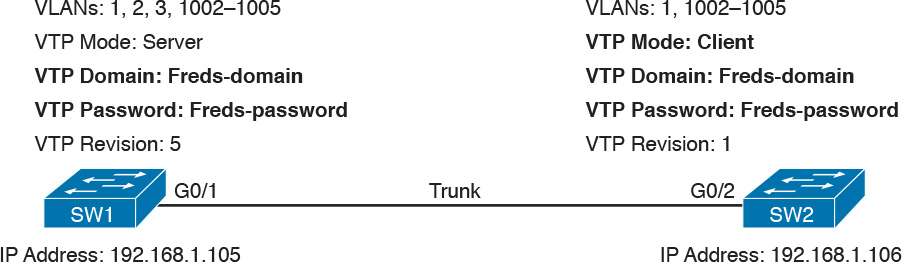 VLANs: 1, 2, 3, 1002–1005
VTP Mode: Server
VTP Domain: Freds-domain
VTP Password: Freds-password
VTP Revision: 5
VLANs: 1, 1002–1005
VTP Mode: Client
VTP Domain: Freds-domain
VTP Password: Freds-password
VTP Revision: 1
G0/1
Trunk
G0/2
SW1
SW2
IP Address: 192.168.1.105
IP Address: 192.168.1.106